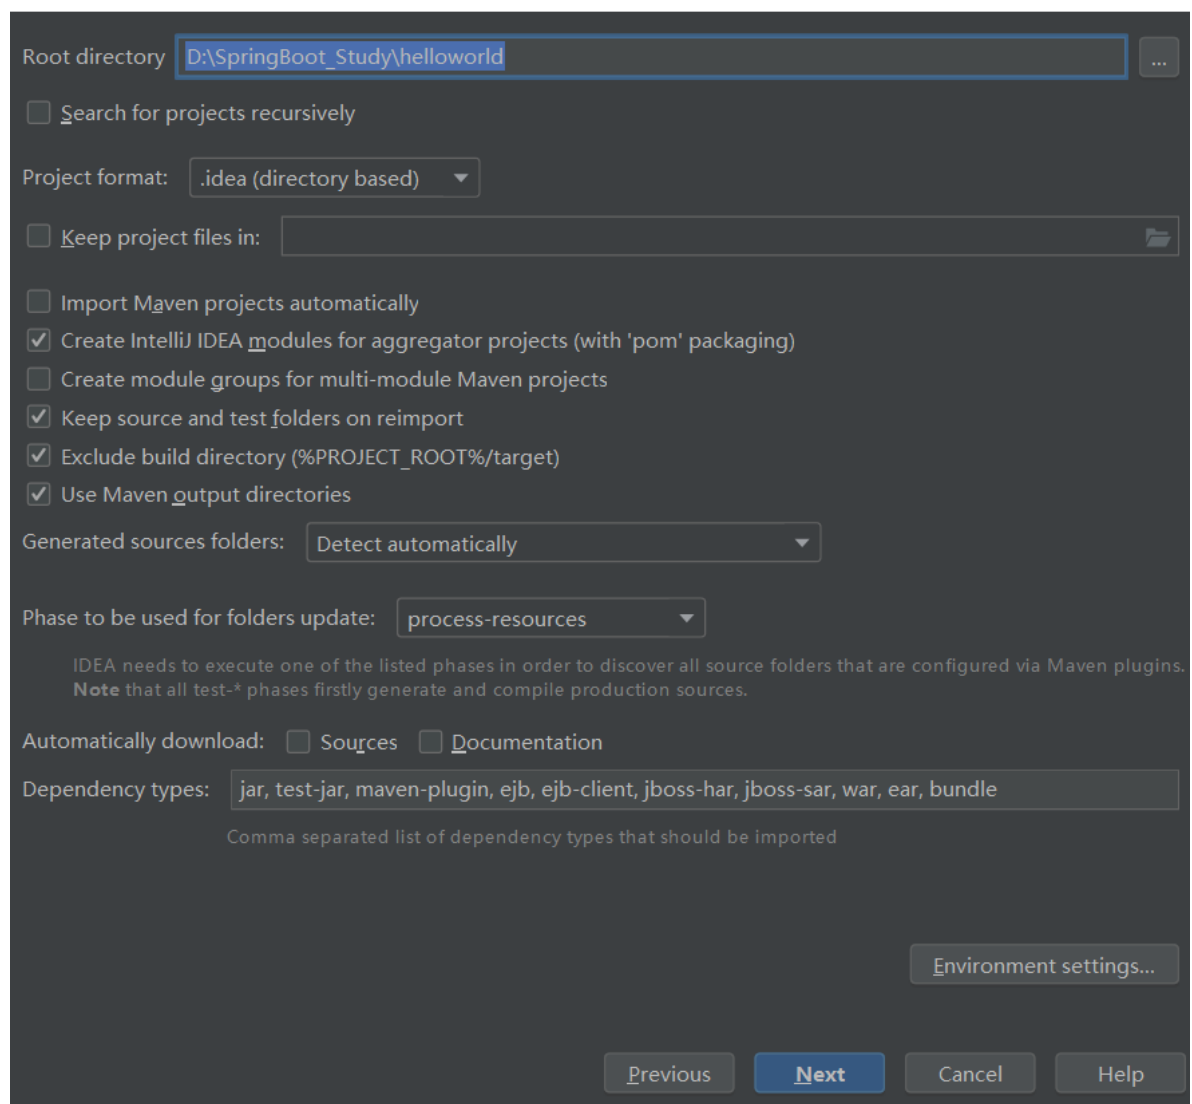 Root directory D:\SpringBoot_Study\helloworld ...
Search for projects recursively
Project format: .idea (directory based)
Keep project files in:
Import Maven projects automatically
Create IntelliJ IDEA modules for aggregator projects (with 'pom' packaging)
Create module groups for multi-module Maven projects
Keep source and test folders on reimport
Exclude build directory (%PROJECT_ROOT%/target)
Use Maven output directories
Generated sources folders: Detect automatically
Phase to be used for folders update: process-resources
IDEA needs to execute one of the listed phases in order to discover all source folders that are configured via Maven plugins.
Note that all test-* phases firstly generate and compile production sources.
Automatically download: Sources Documentation
Dependency types: jar, test-jar, maven-plugin, ejb, ejb-client, jboss-har, jboss-sar, war, ear, bundle
Comma separated list of dependency types that should be imported
Environment settings...
Previous Next Cancel Help